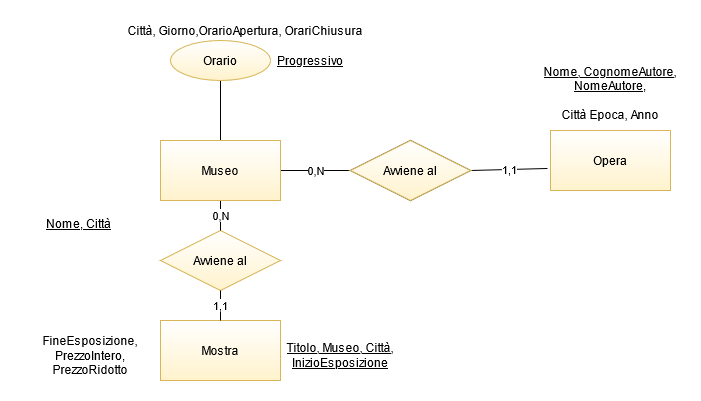 Città, Giorno,OrarioApertura, OrariChiusura
Orario
Progressivo
Nome, CognomeAutore,
NomeAutore,
Città Epoca, Anno
Museo
0,N
Avviene al
1,1
Opera
0,N
Nome, Città
Avviene al
1,1
FineEsposizione,
PrezzoIntero,
PrezzoRidotto
Mostra
Titolo, Museo, Città,
InizioEsposizione